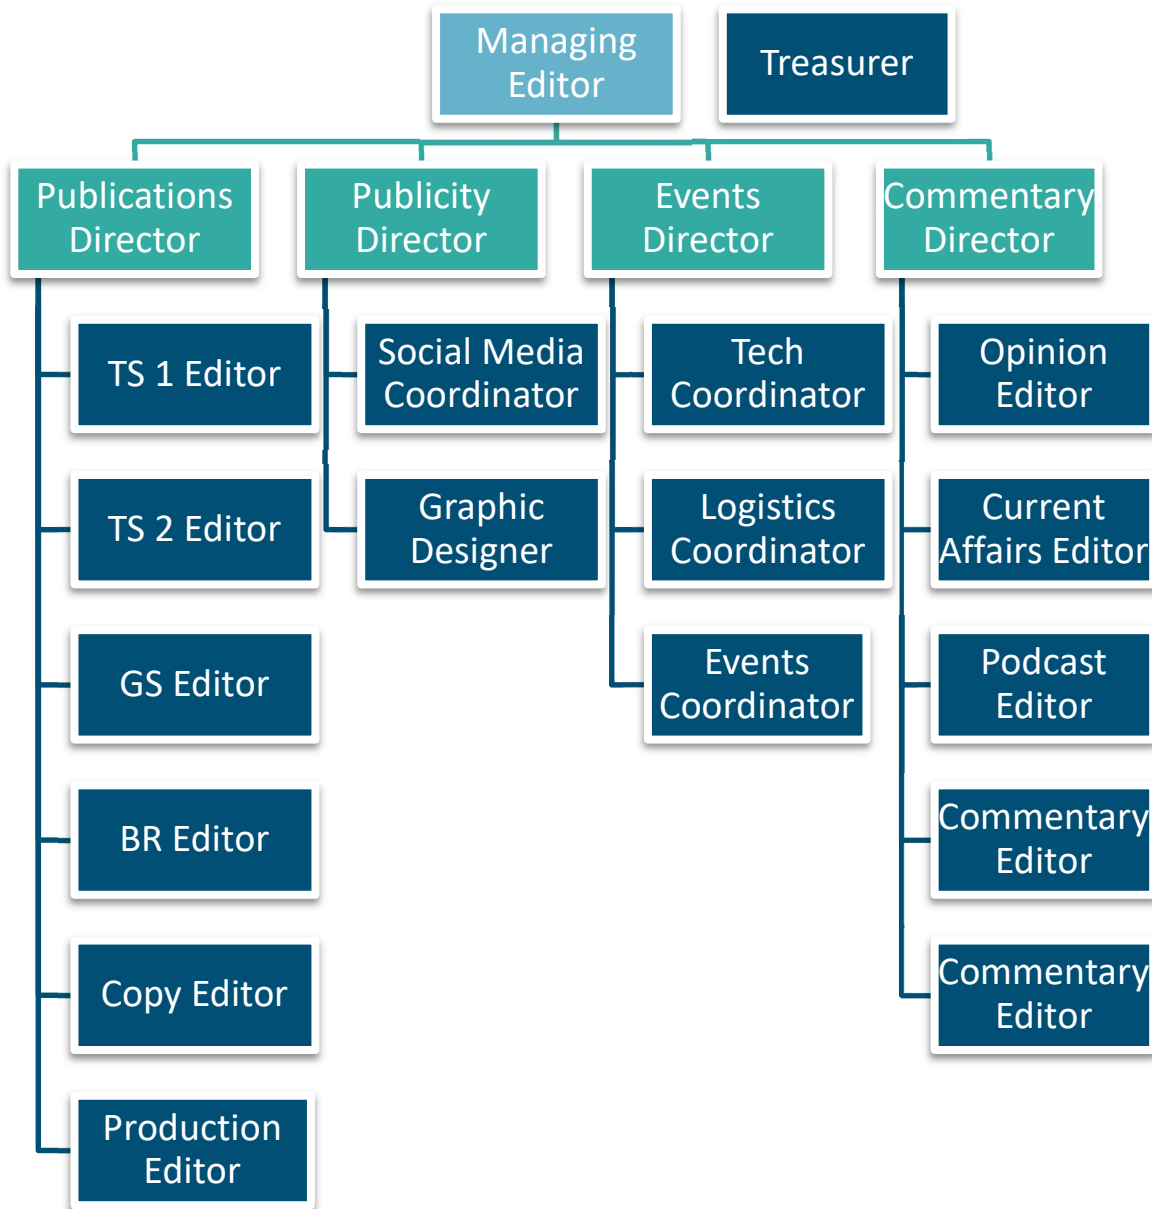 Managing
Editor
Treasurer
Publications
Director
Publicity
Director
Events
Director
Commentary
Director
TS 1 Editor
TS 2 Editor
GS Editor
BR Editor
Copy Editor
Production
Editor
Social Media
Coordinator
Graphic
Designer
Tech
Coordinator
Logistics
Coordinator
Events
Coordinator
Opinion
Editor
Current
Affairs Editor
Podcast
Editor
Commentary
Editor
Commentary
Editor